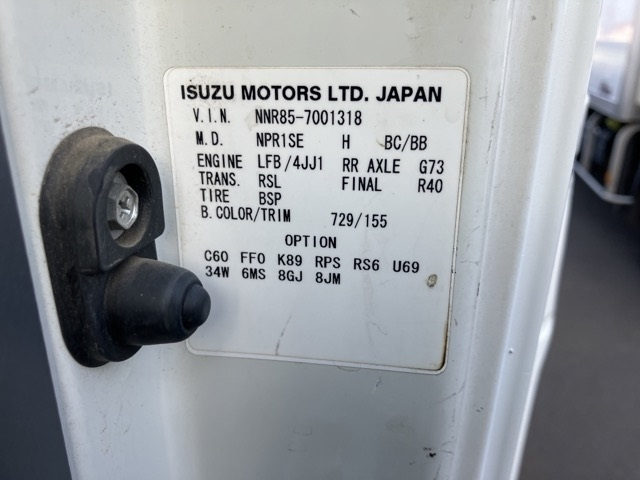 ISUZU MOTORS LTD. JAPAN
V.I.N. NNR85-7001318
M.D. NPR1SE H BC/BB
ENGINE LFB/4JJ1 RR AXLE G73
TRANS. RSL FINAL R40
TIRE BSP
B.COLOR/TRIM 729/155
OPTION
C60 FF0 K89 RPS RS6 U69
34W 6MS 8GJ 8JM